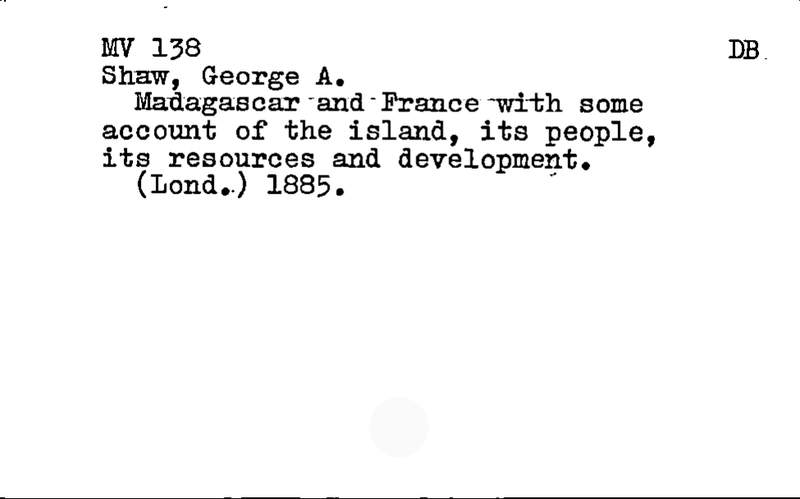 MV 138 DB
Shaw, George A.
Madagascar and France with some
account of the island, its people,
its resources and development.
(Lond.) 1885.